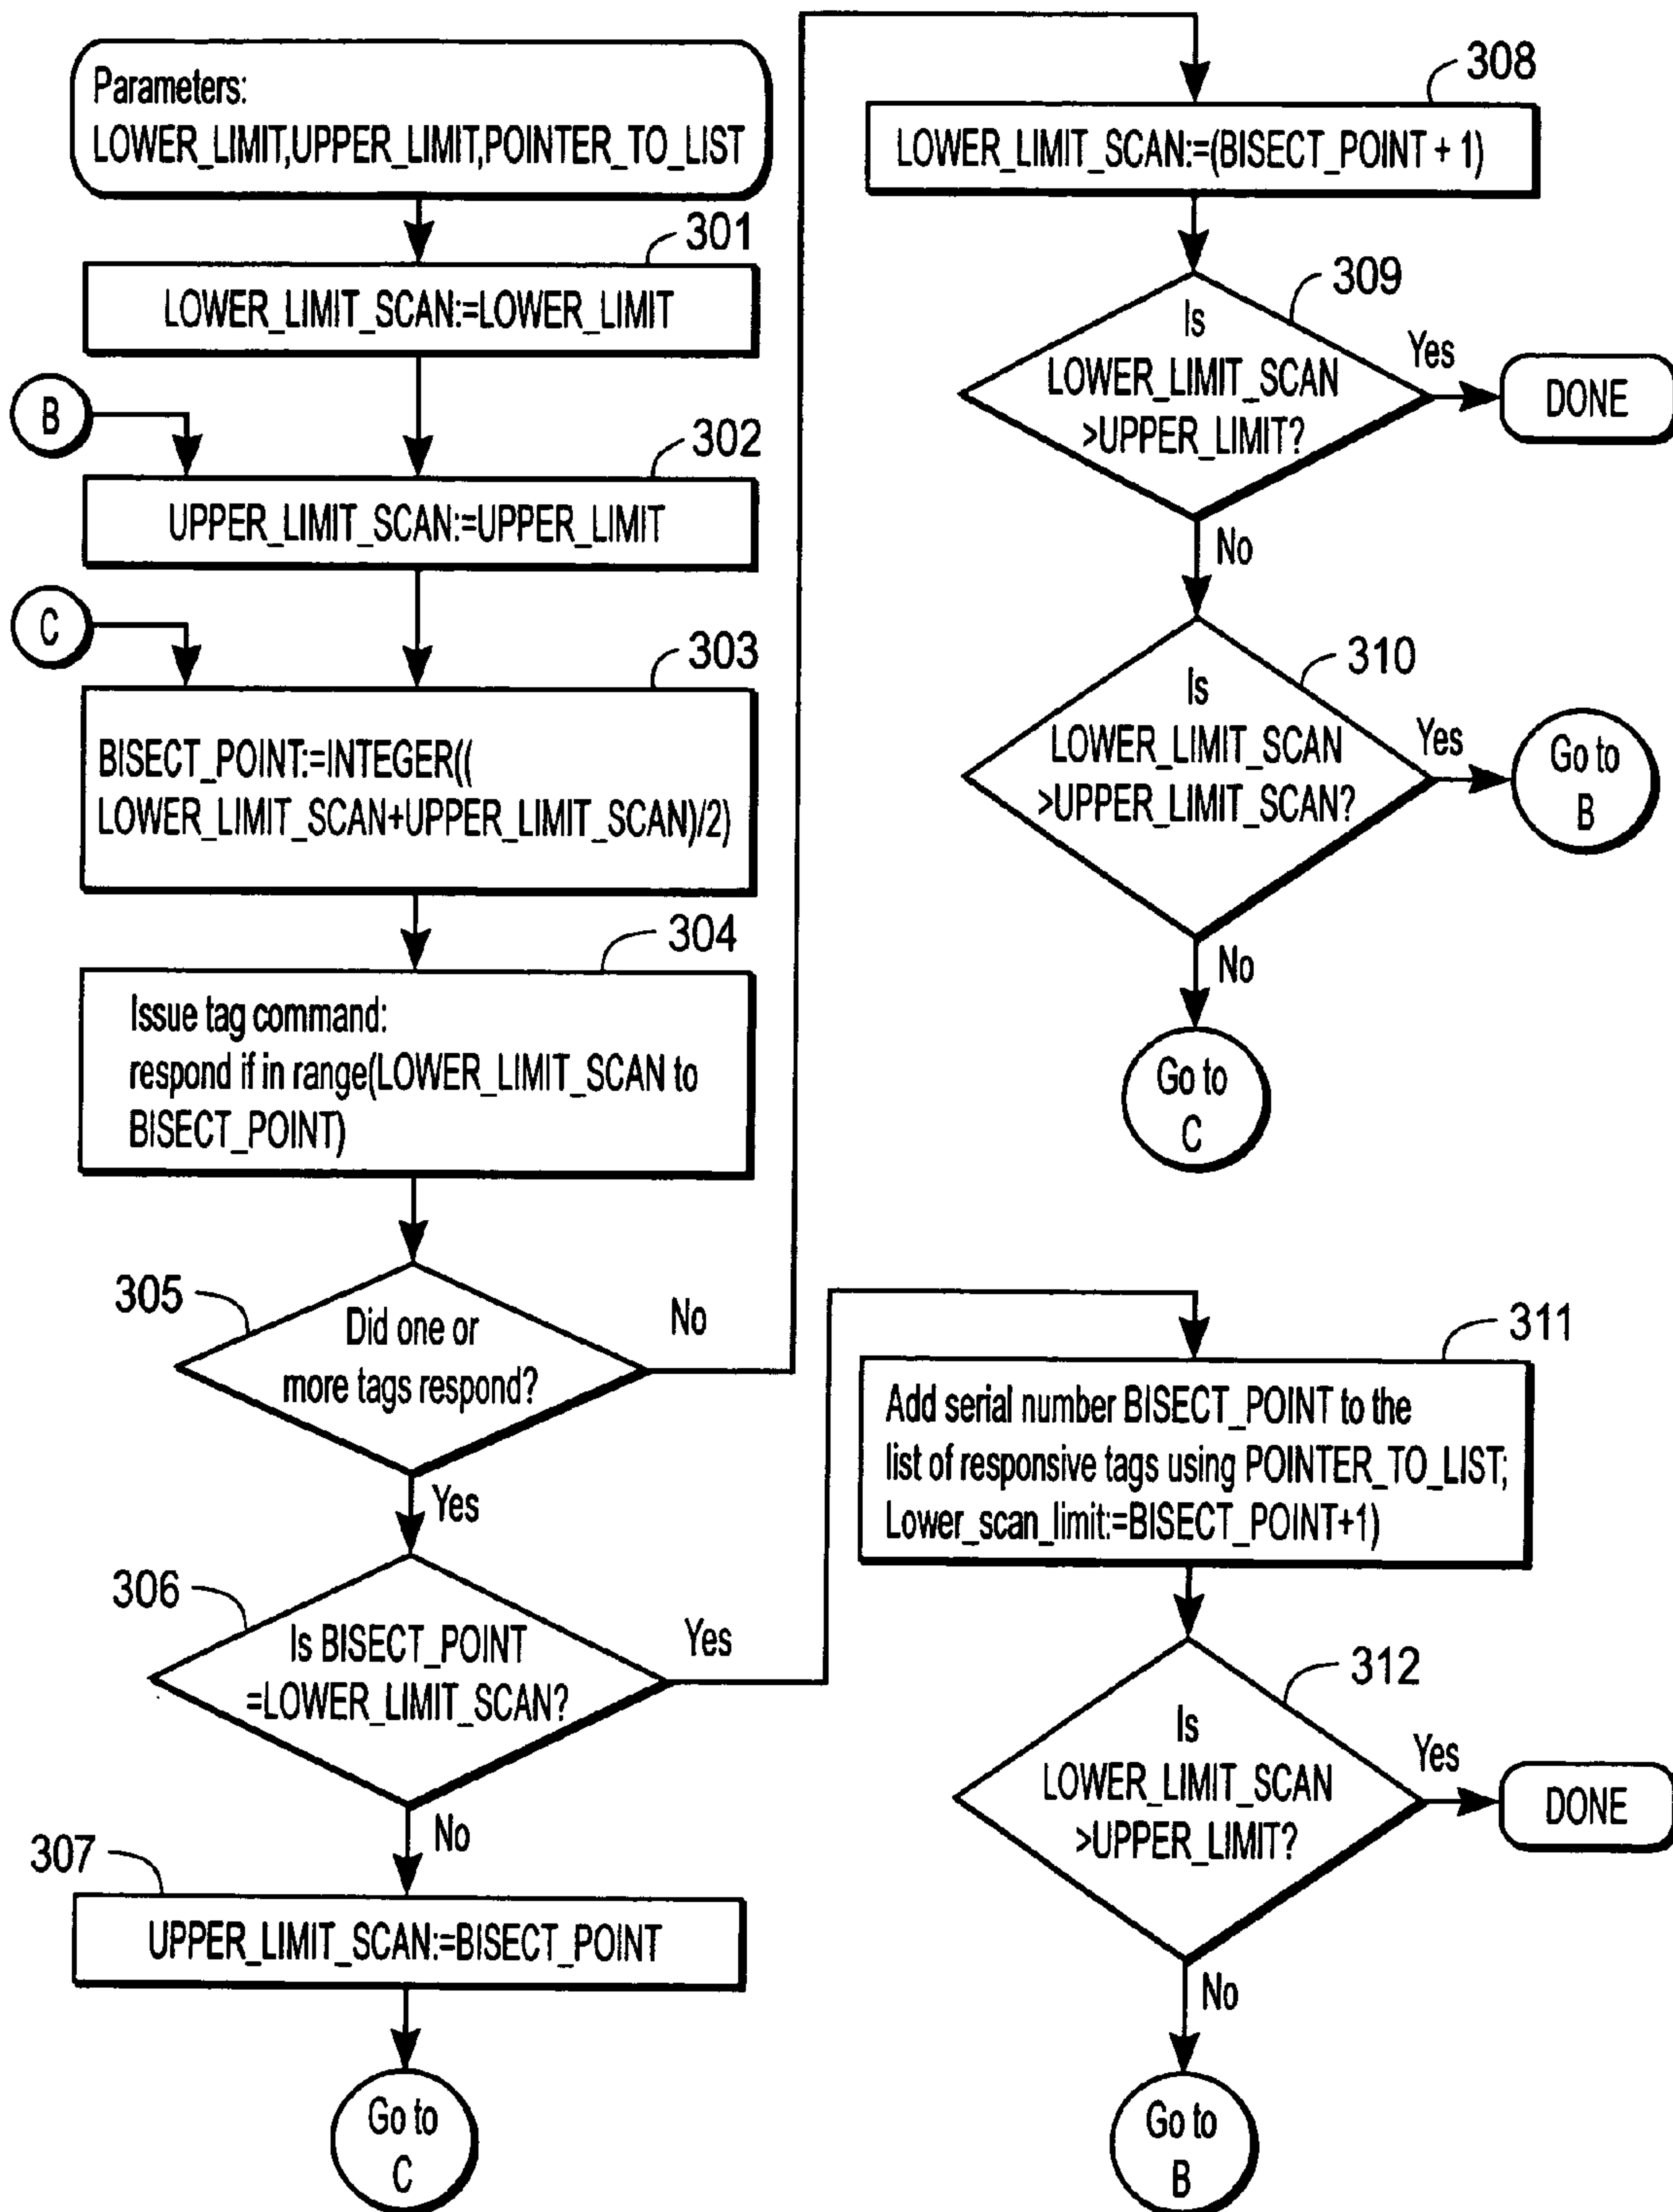 Parameters:
LOWER_LIMIT,UPPER_LIMIT,POINTER_TO_LIST
301
LOWER_LIMIT_SCAN:=LOWER_LIMIT
B
302
UPPER_LIMIT_SCAN:=UPPER_LIMIT
C
303
BISECT_POINT:=INTEGER((
LOWER_LIMIT_SCAN+UPPER_LIMIT_SCAN)/2)
304
Issue tag command:
respond if in range(LOWER_LIMIT_SCAN to
BISECT_POINT)
305
Did one or
more tags respond?
No
Yes
306
Is BISECT_POINT
=LOWER_LIMIT_SCAN?
Yes
No
307
UPPER_LIMIT_SCAN:=BISECT_POINT
Go to
C
308
LOWER_LIMIT_SCAN:=(BISECT_POINT + 1)
309
Is
LOWER_LIMIT_SCAN
>UPPER_LIMIT?
Yes
DONE
No
310
Is
LOWER_LIMIT_SCAN
>UPPER_LIMIT_SCAN?
Yes
Go to
B
No
Go to
C
311
Add serial number BISECT_POINT to the
list of responsive tags using POINTER_TO_LIST;
Lower_scan_limit:=BISECT_POINT+1)
312
Is
LOWER_LIMIT_SCAN
>UPPER_LIMIT?
Yes
DONE
No
Go to
B